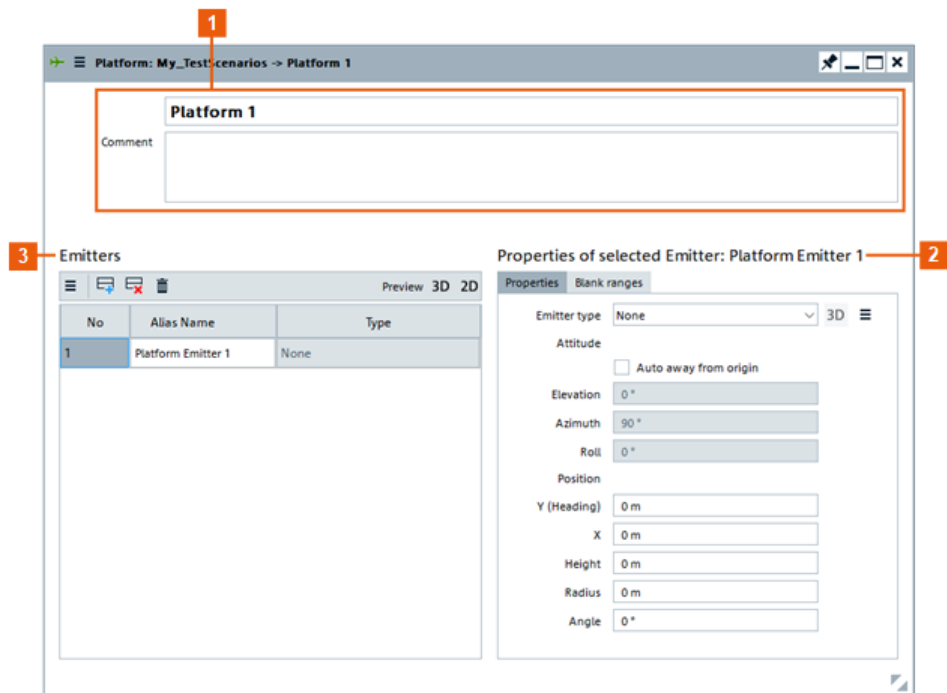 1
Platform: My_TestScenarios -> Platform 1
Platform 1
Comment
3
Emitters
Preview 3D 2D
No Alias Name Type
1 Platform Emitter 1 None
Properties of selected Emitter: Platform Emitter 1
2
Properties Blank ranges
Emitter type None 3D
Attitude
Auto away from origin
Elevation 0 °
Azimuth 90 °
Roll 0 °
Position
Y (Heading) 0 m
X 0 m
Height 0 m
Radius 0 m
Angle 0 °